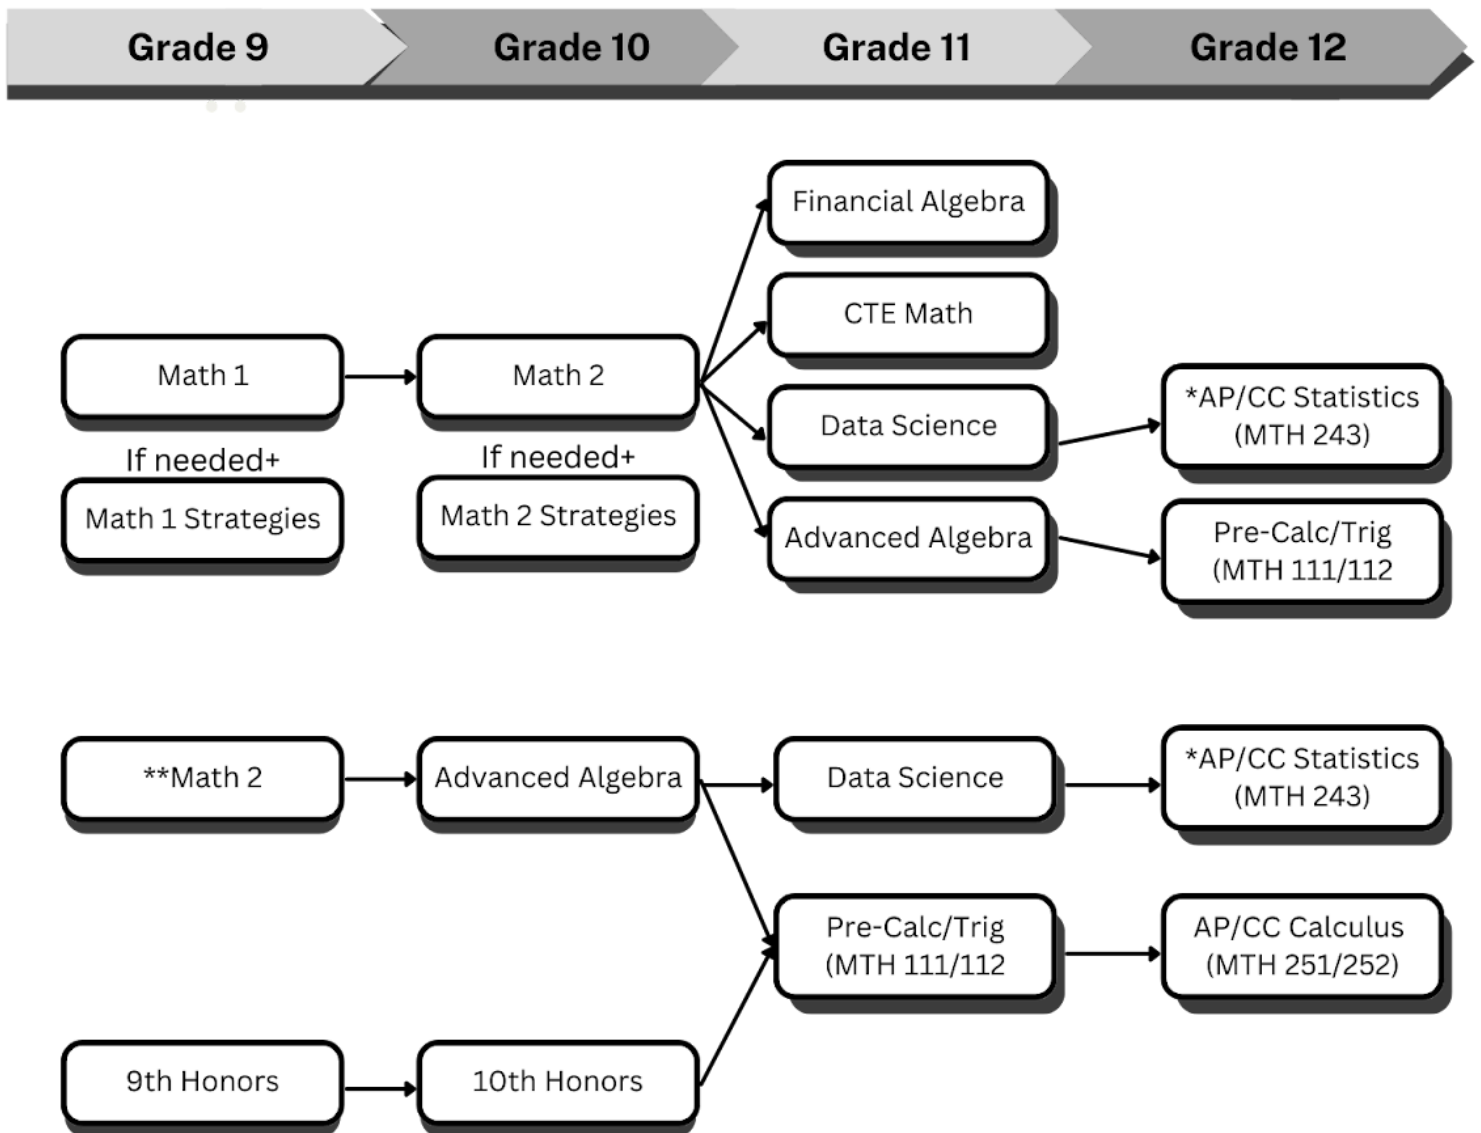 Grade 9
Grade 10
Grade 11
Grade 12
Financial Algebra
CTE Math
Math 1
Math 2
Data Science
*AP/CC Statistics
(MTH 243)
If needed+
If needed+
Math 1 Strategies
Math 2 Strategies
Advanced Algebra
Pre-Calc/Trig
(MTH 111/112
**Math 2
Advanced Algebra
Data Science
*AP/CC Statistics
(MTH 243)
Pre-Calc/Trig
(MTH 111/112
AP/CC Calculus
(MTH 251/252)
9th Honors
10th Honors